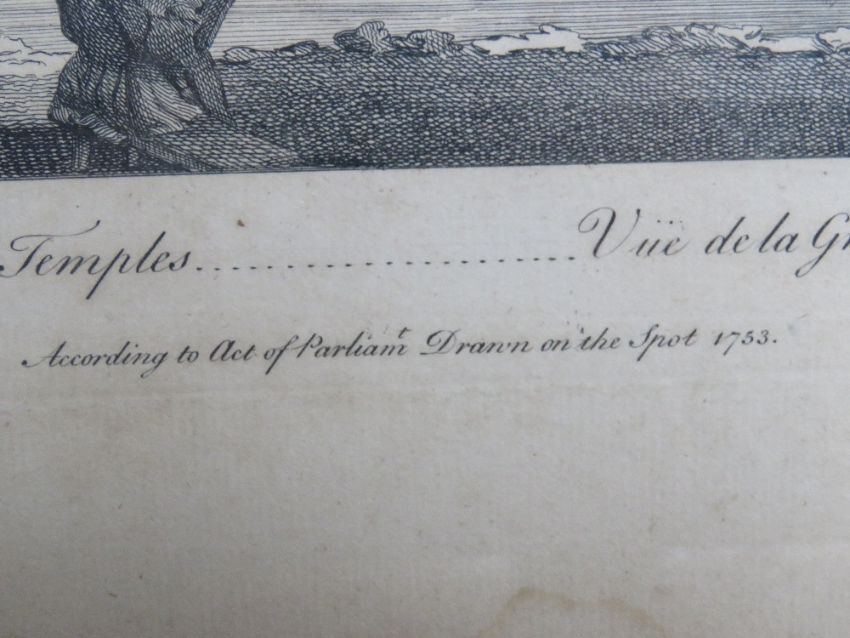 Temples.......................Vüe de la Gr
According to Act of Parliamᵗ Drawn on the Spot 1753.